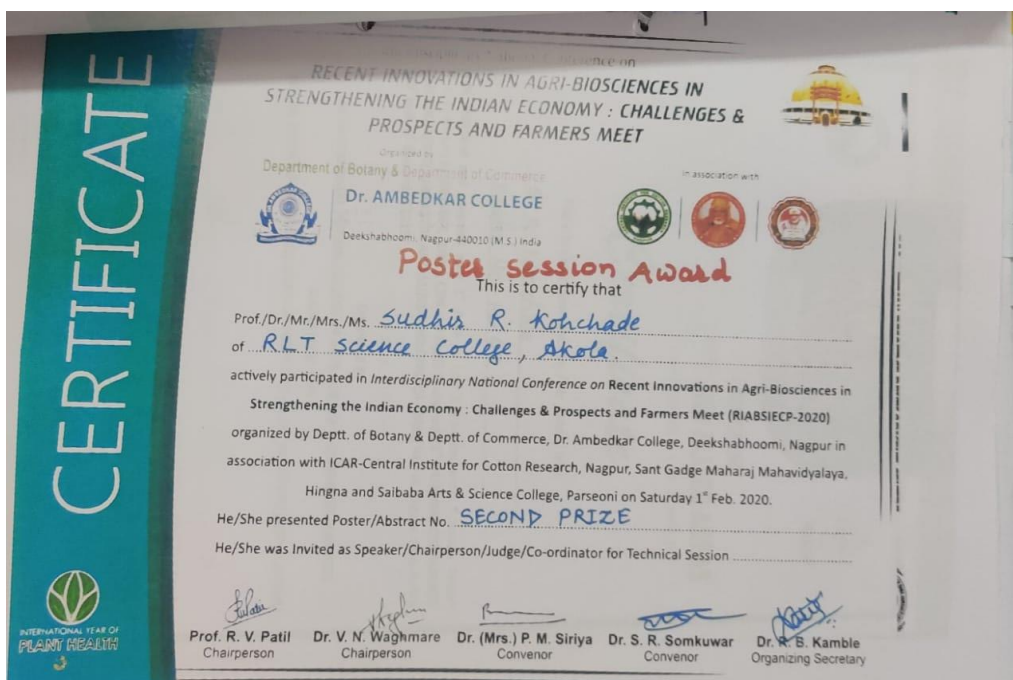 CERTIFICATE
RECENT INNOVATIONS IN AGRI-BIOSCIENCES IN
STRENGTHENING THE INDIAN ECONOMY : CHALLENGES &
PROSPECTS AND FARMERS MEET
Organized by
Department of Botany & Department of Commerce
in association with
Dr. AMBEDKAR COLLEGE
Deekshabhoomi, Nagpur-440010 (M.S.) India
Poster Session Award
This is to certify that
Prof./Dr./Mr./Mrs./Ms. Sudhir R. Kohchade
of RLT Science College, Akola.
actively participated in Interdisciplinary National Conference on Recent Innovations in Agri-Biosciences in
Strengthening the Indian Economy : Challenges & Prospects and Farmers Meet (RIABSIECP-2020)
organized by Deptt. of Botany & Deptt. of Commerce, Dr. Ambedkar College, Deekshabhoomi, Nagpur in
association with ICAR-Central Institute for Cotton Research, Nagpur, Sant Gadge Maharaj Mahavidyalaya,
Hingna and Saibaba Arts & Science College, Parseoni on Saturday 1st Feb. 2020.
He/She presented Poster/Abstract No. SECOND PRIZE
He/She was Invited as Speaker/Chairperson/Judge/Co-ordinator for Technical Session
INTERNATIONAL YEAR OF
PLANT HEALTH
Prof. R. V. Patil
Chairperson
Dr. V. N. Waghmare
Chairperson
Dr. (Mrs.) P. M. Siriya
Convenor
Dr. S. R. Somkuwar
Convenor
Dr. R. B. Kamble
Organizing Secretary